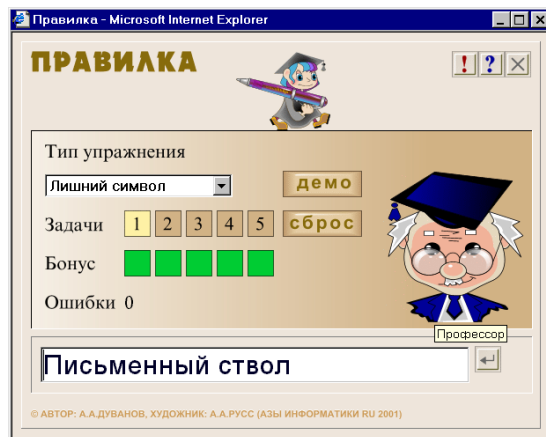 Правилка - Microsoft Internet Explorer
ПРАВИЛКА
! ?
Тип упражнения
Лишний символ
демо
Задачи 1 2 3 4 5 сброс
Бонус
Ошибки 0
Профессор
Письменный ствол
© АВТОР: А.А.ДУВАНОВ, ХУДОЖНИК: А.А.РУСС (АЗЫ ИНФОРМАТИКИ RU 2001)